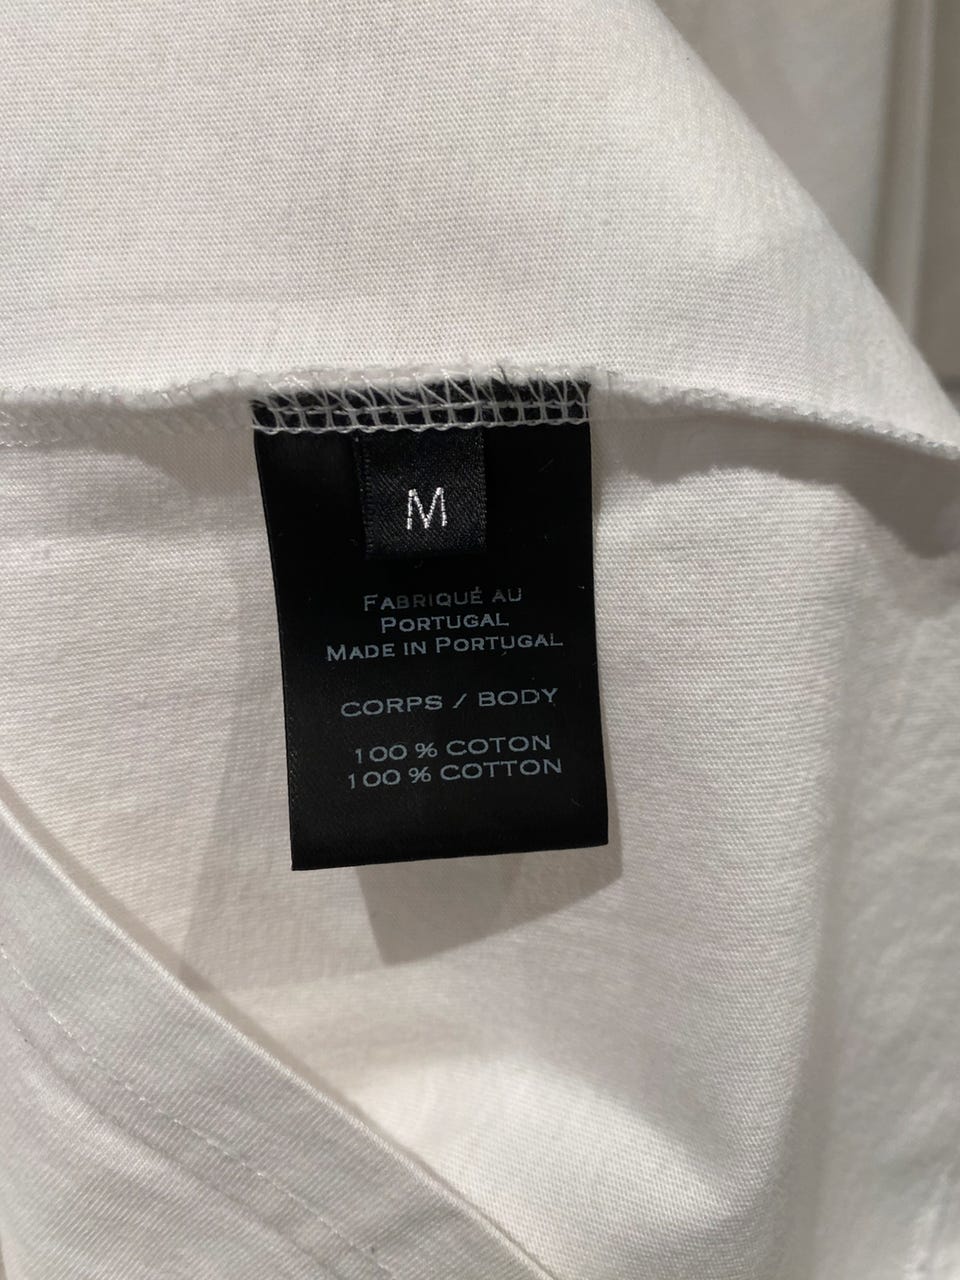 M
FABRIQUÉ AU
PORTUGAL
MADE IN PORTUGAL
CORPS / BODY
100 % COTON
100 % COTTON